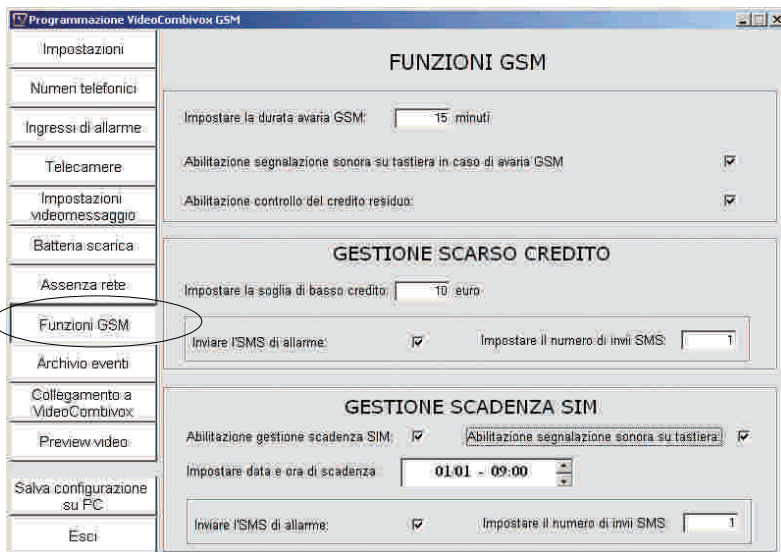 Programmazione VideoCombivox GSM
Impostazioni
Numeri telefonici
Ingressi di allarme
Telecamere
Impostazioni
videomessaggio
Batteria scarica
Assenza rete
Funzioni GSM
Archivio eventi
Collegamento a
VideoCombivox
Preview video
Salva configurazione
su PC
Esci
FUNZIONI GSM
Impostare la durata avaria GSM: 15 minuti
Abilitazione segnalazione sonora su tastiera in caso di avaria GSM
Abilitazione controllo del credito residuo:
GESTIONE SCARSO CREDITO
Impostare la soglia di basso credito: 10 euro
Inviare l'SMS di allarme: Impostare il numero di invii SMS: 1
GESTIONE SCADENZA SIM
Abilitazione gestione scadenza SIM: Abilitazione segnalazione sonora su tastiera:
Impostare data e ora di scadenza 01/01 - 09:00
Inviare l'SMS di allarme: Impostare il numero di invii SMS: 1